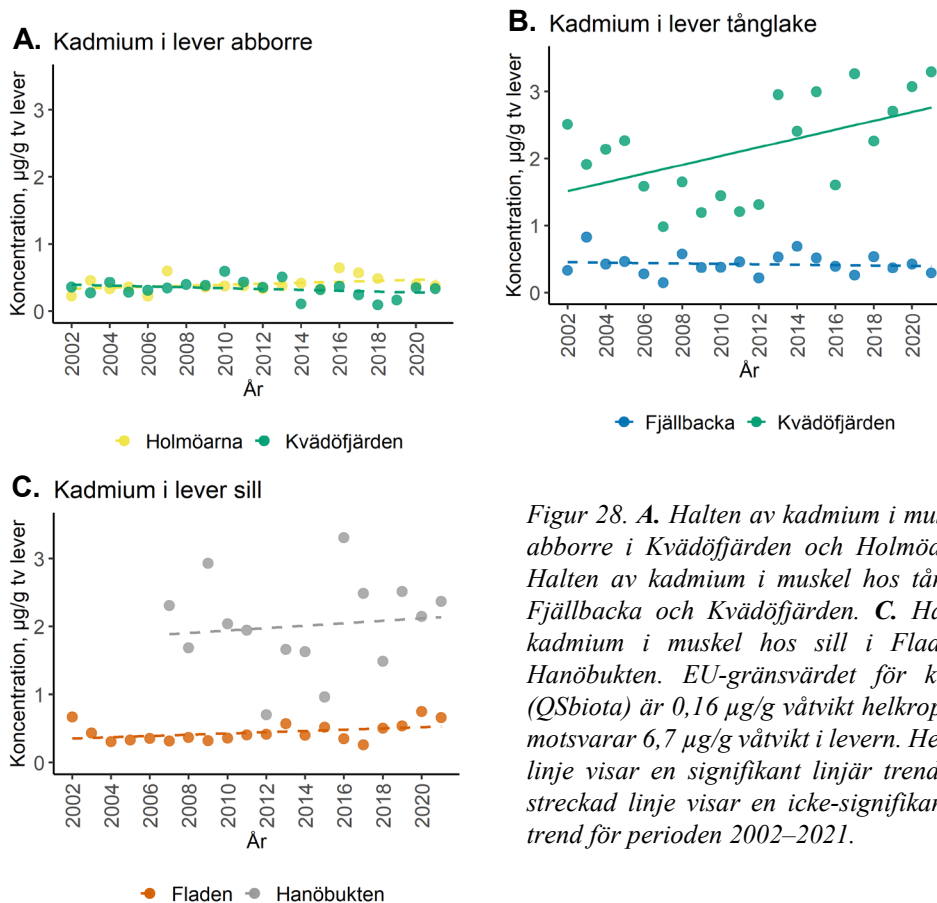 A. Kadmium i lever abborre
Koncentration, µg/g tv lever
3
2
1
0
2002 2004 2006 2008 2010 2012 2014 2016 2018 2020
År
Holmöarna Kvädöfjärden
B. Kadmium i lever tånglake
Koncentration, µg/g tv lever
3
2
1
0
2002 2004 2006 2008 2010 2012 2014 2016 2018 2020
År
Fjällbacka Kvädöfjärden
C. Kadmium i lever sill
Koncentration, µg/g tv lever
3
2
1
0
2002 2004 2006 2008 2010 2012 2014 2016 2018 2020
År
Fladen Hanöbukten
Figur 28. A. Halten av kadmium i mus
abborre i Kvädöfjärden och Holmöa
Halten av kadmium i muskel hos tån
Fjällbacka och Kvädöfjärden. C. Ha
kadmium i muskel hos sill i Flad
Hanöbukten. EU-gränsvärdet för k
(QSbiota) är 0,16 µg/g våtvikt helkrop
motsvarar 6,7 µg/g våtvikt i levern. He
linje visar en signifikant linjär trend
streckad linje visar en icke-signifikan
trend för perioden 2002–2021.